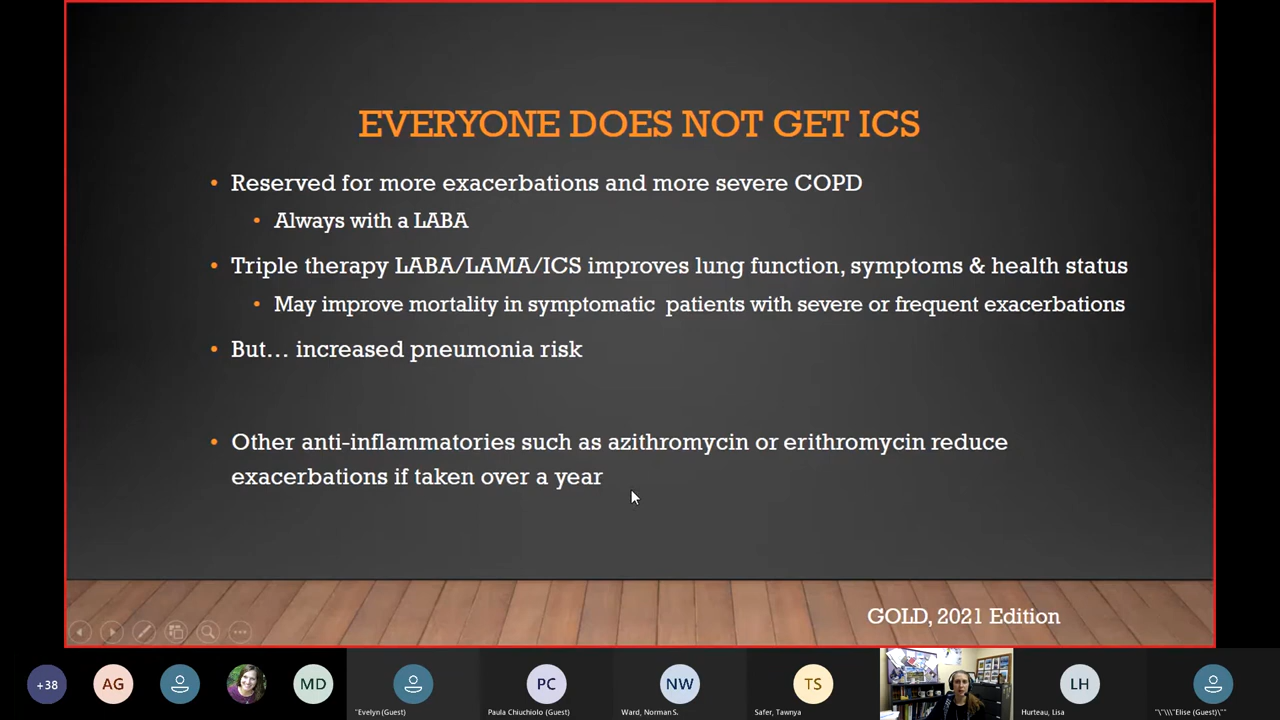 EVERYONE DOES NOT GET ICS
• Reserved for more exacerbations and more severe COPD
• Always with a LABA
• Triple therapy LABA/LAMA/ICS improves lung function, symptoms & health status
• May improve mortality in symptomatic  patients with severe or frequent exacerbations
• But... increased pneumonia risk
• Other anti-inflammatories such as azithromycin or erithromycin reduce
exacerbations if taken over a year
GOLD, 2021 Edition
+38
AG
MD
PC
NW
TS
LH
"Evelyn (Guest)
Paula Chiuchiolo (Guest)
Ward, Norman S.
Safer, Tawnya
Hurteau, Lisa
"\"\\\"Elise (Guest)\""